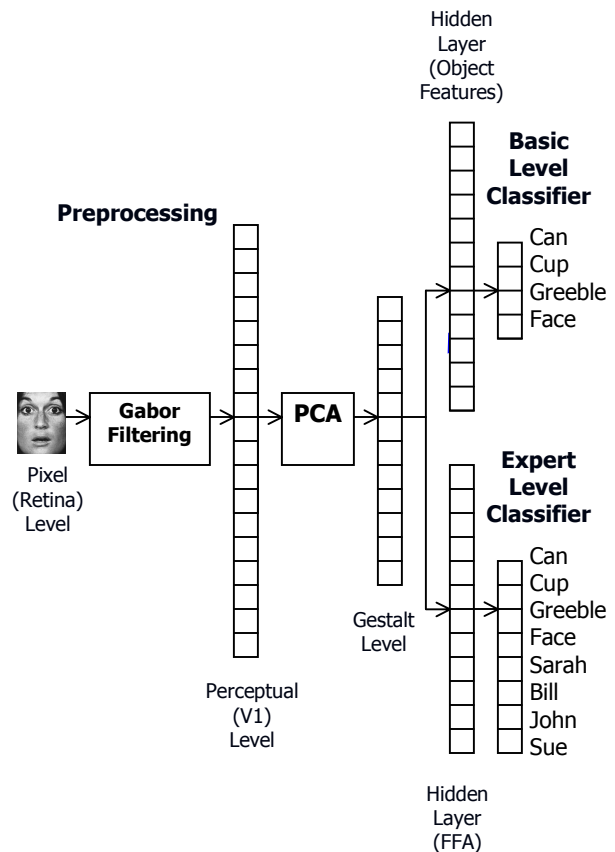 Hidden
Layer
(Object
Features)
Basic
Level
Classifier
Can
Cup
Greeble
Face
Preprocessing
Gabor
Filtering
PCA
Pixel
(Retina)
Level
Perceptual
(V1)
Level
Gestalt
Level
Expert
Level
Classifier
Can
Cup
Greeble
Face
Sarah
Bill
John
Sue
Hidden
Layer
(FFA)